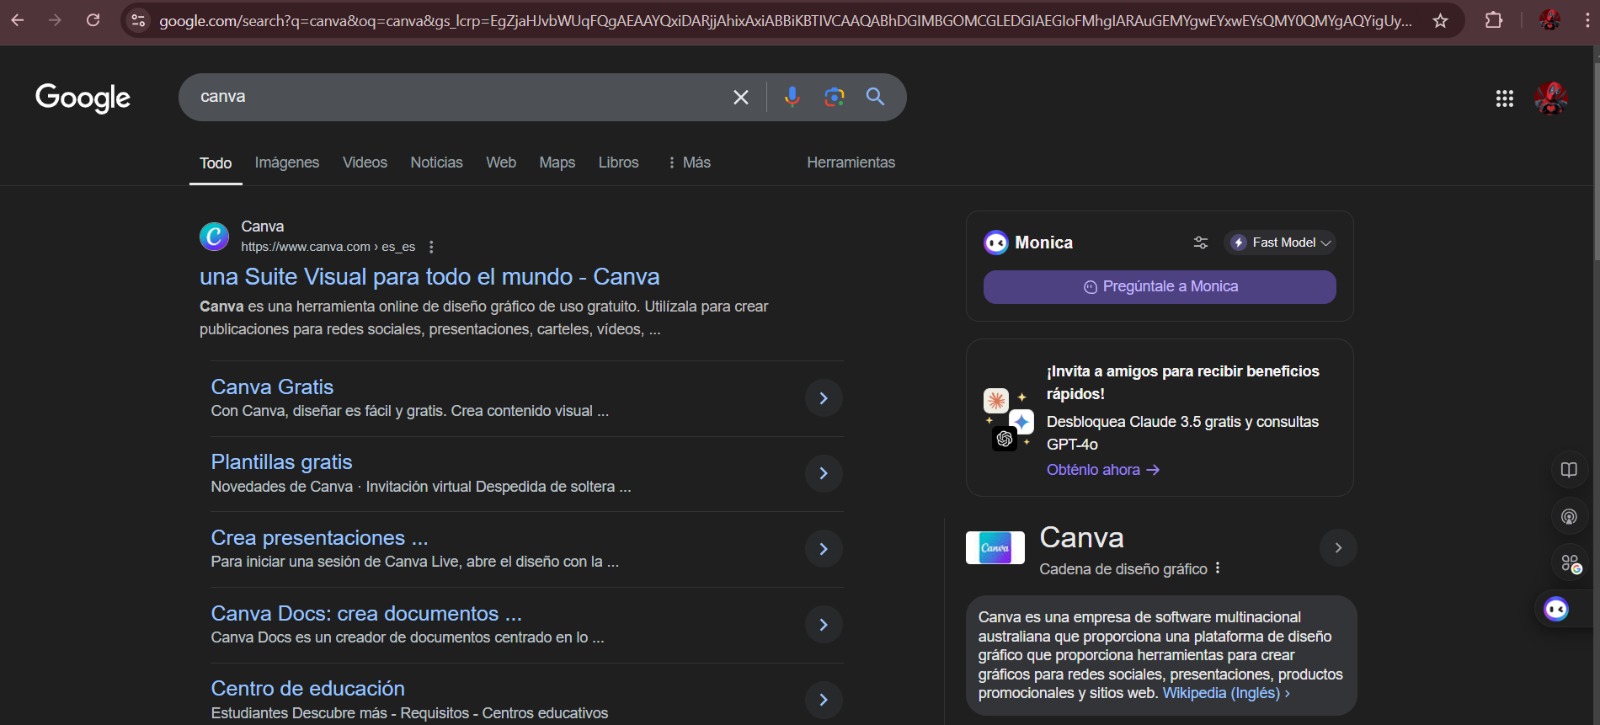 google.com/search?q=canva&oq=canva&gs_lcrp=EgZjaHJvbWUqFQgAEAAYQxiDARjjAhixAxiABBiKBTIVCAAQABhDGIMBGOMCGLEDGIAEGIoFMhgIARAuGEMYgwEYxwEYsQMY0QMYgAQYigUy...
Google
canva
Todo Imágenes Videos Noticias Web Maps Libros Más Herramientas
Canva
https://www.canva.com › es_es
una Suite Visual para todo el mundo - Canva
Canva es una herramienta online de diseño gráfico de uso gratuito. Utilízala para crear
publicaciones para redes sociales, presentaciones, carteles, vídeos, ...
Canva Gratis
Con Canva, diseñar es fácil y gratis. Crea contenido visual ...
Plantillas gratis
Novedades de Canva · Invitación virtual Despedida de soltera ...
Crea presentaciones ...
Para iniciar una sesión de Canva Live, abre el diseño con la ...
Canva Docs: crea documentos ...
Canva Docs es un creador de documentos centrado en lo ...
Centro de educación
Estudiantes Descubre más - Requisitos - Centros educativos
Monica
Fast Model
Pregúntale a Monica
¡Invita a amigos para recibir beneficios
rápidos!
Desbloquea Claude 3.5 gratis y consultas
GPT-4o
Obténlo ahora →
Canva
Canva
Cadena de diseño gráfico
Canva es una empresa de software multinacional
australiana que proporciona una plataforma de diseño
gráfico que proporciona herramientas para crear
gráficos para redes sociales, presentaciones, productos
promocionales y sitios web. Wikipedia (Inglés) ›